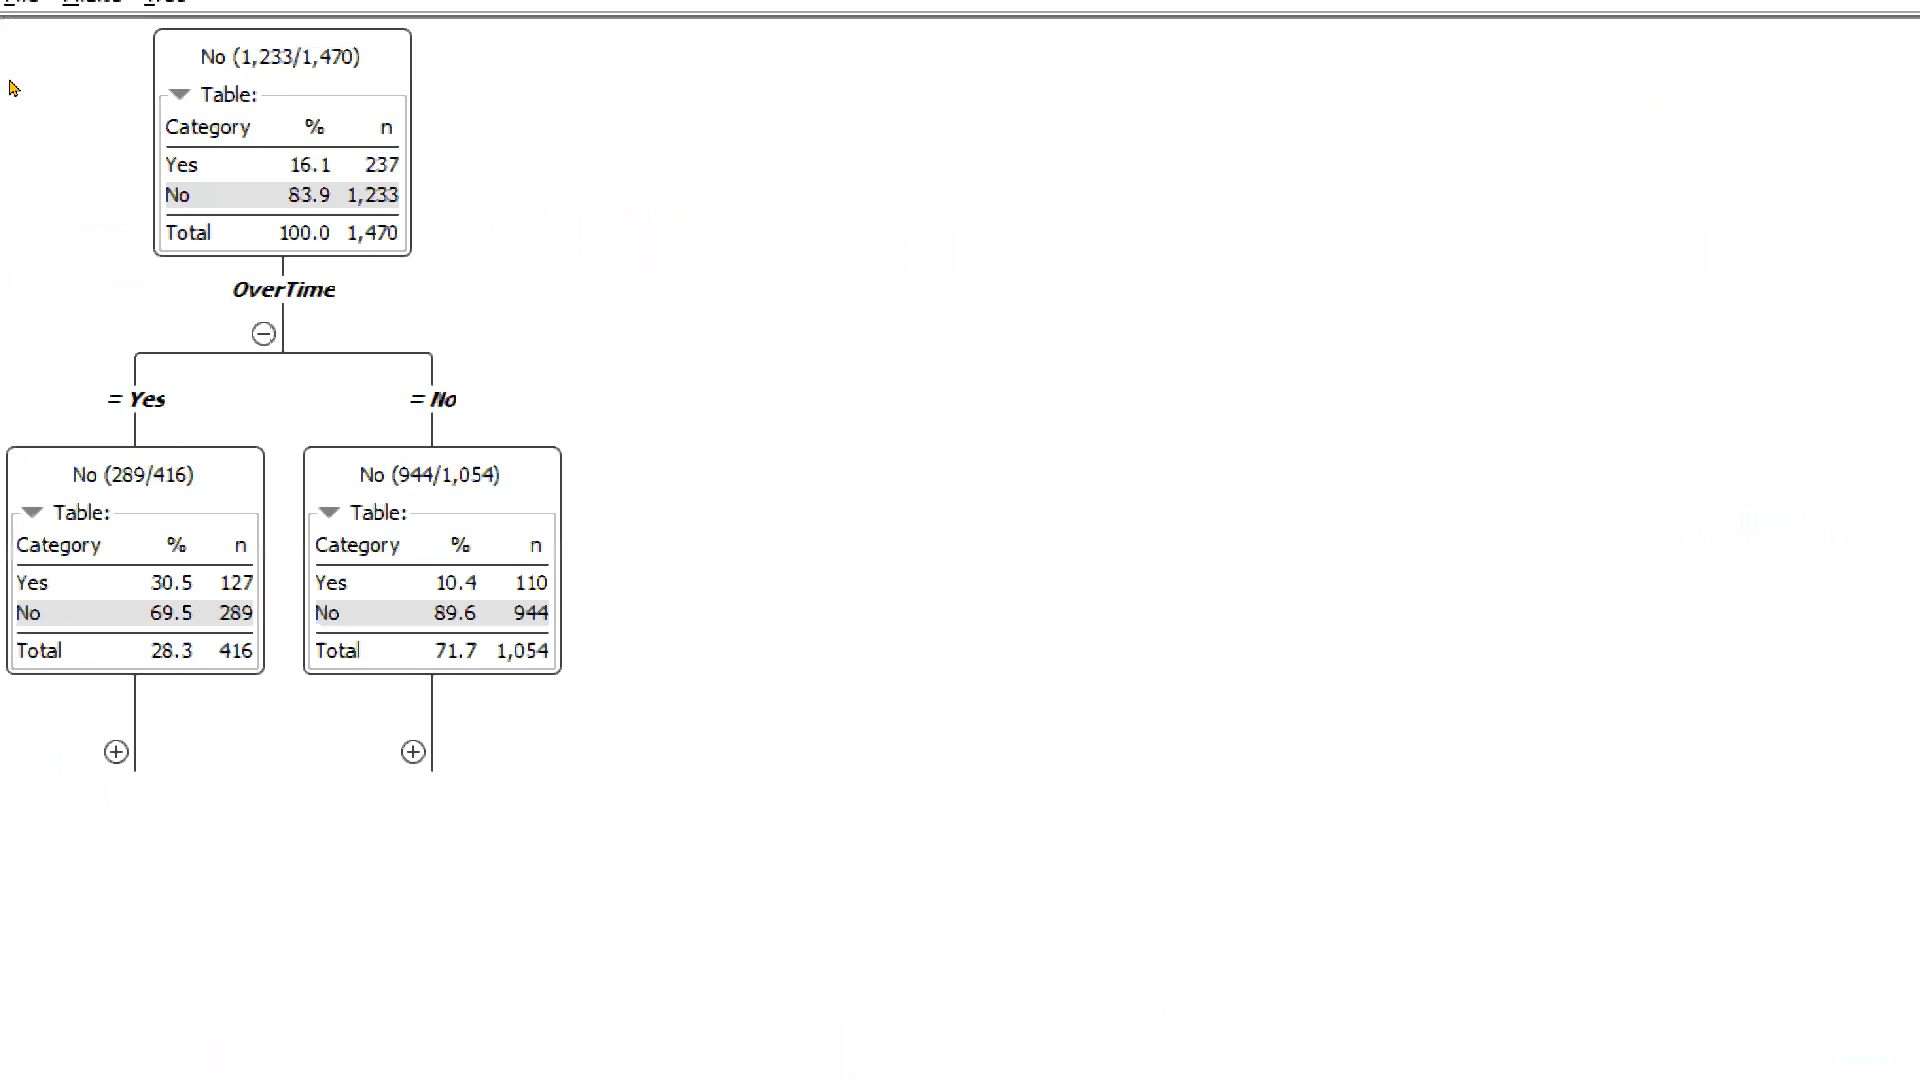 No (1,233/1,470)
Table:
Category % n
Yes 16.1 237
No 83.9 1,233
Total 100.0 1,470
OverTime
= Yes
= No
No (289/416)
Table:
Category % n
Yes 30.5 127
No 69.5 289
Total 28.3 416
No (944/1,054)
Table:
Category % n
Yes 10.4 110
No 89.6 944
Total 71.7 1,054